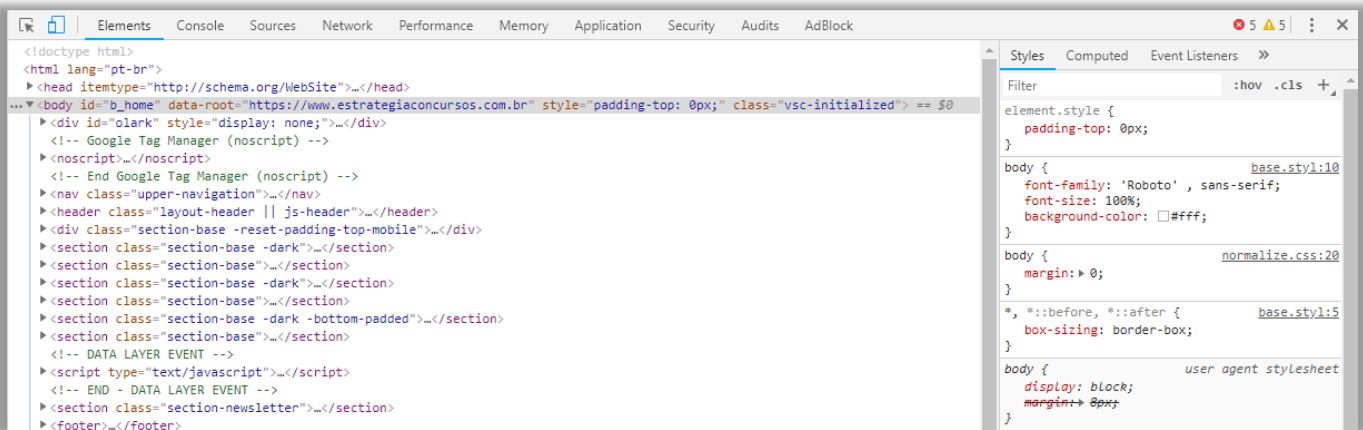 Elements Console Sources Network Performance Memory Application Security Audits AdBlock 5 5
<!doctype html>
<html lang="pt-br">
<head itemtype="http://schema.org/WebSite">…</head>
<body id="b_home" data-root="https://www.estrategiaconcursos.com.br" style="padding-top: 0px;" class="vsc-initialized"> == $0
<div id="olark" style="display: none;">…</div>
<!-- Google Tag Manager (noscript) -->
<noscript>…</noscript>
<!-- End Google Tag Manager (noscript) -->
<nav class="upper-navigation">…</nav>
<header class="layout-header || js-header">…</header>
<div class="section-base -reset-padding-top-mobile">…</div>
<section class="section-base -dark">…</section>
<section class="section-base">…</section>
<section class="section-base -dark">…</section>
<section class="section-base">…</section>
<section class="section-base -dark -bottom-padded">…</section>
<section class="section-base">…</section>
<!-- DATA LAYER EVENT -->
<script type="text/javascript">…</script>
<!-- END - DATA LAYER EVENT -->
<section class="section-newsletter">…</section>
<footer>…</footer>
Styles Computed Event Listeners »
Filter :hov .cls +
element.style {
padding-top: 0px;
}
body { base.styl:10
font-family: 'Roboto' , sans-serif;
font-size: 100%;
background-color: #fff;
}
body { normalize.css:20
margin: 0;
}
*, *::before, *::after { base.styl:5
box-sizing: border-box;
}
body { user agent stylesheet
display: block;
margin: 8px;
}